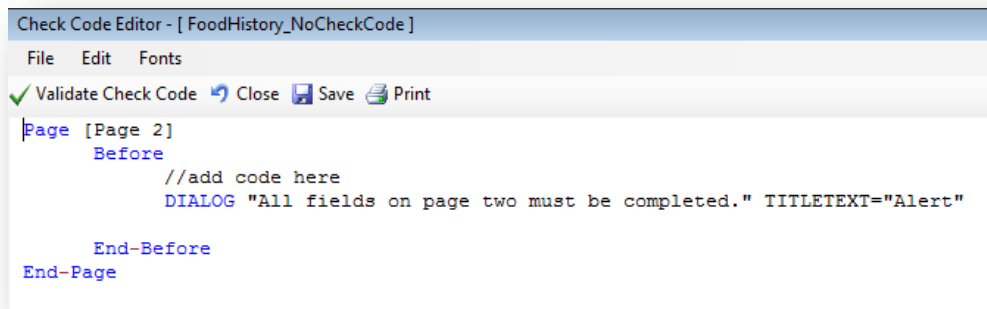 Check Code Editor - [ FoodHistory_NoCheckCode ]
File Edit Fonts
Validate Check Code Close Save Print
Page [Page 2]
Before
//add code here
DIALOG "All fields on page two must be completed." TITLETEXT="Alert"
End-Before
End-Page